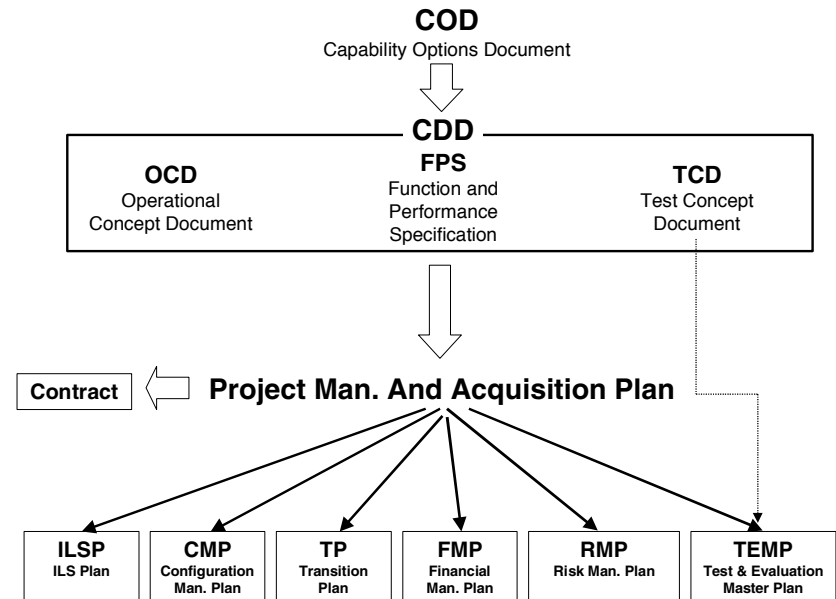 COD
Capability Options Document
CDD
OCD
Operational
Concept Document
FPS
Function and
Performance
Specification
TCD
Test Concept
Document
Contract
Project Man. And Acquisition Plan
ILSP
ILS Plan
CMP
Configuration
Man. Plan
TP
Transition
Plan
FMP
Financial
Man. Plan
RMP
Risk Man. Plan
TEMP
Test & Evaluation
Master Plan